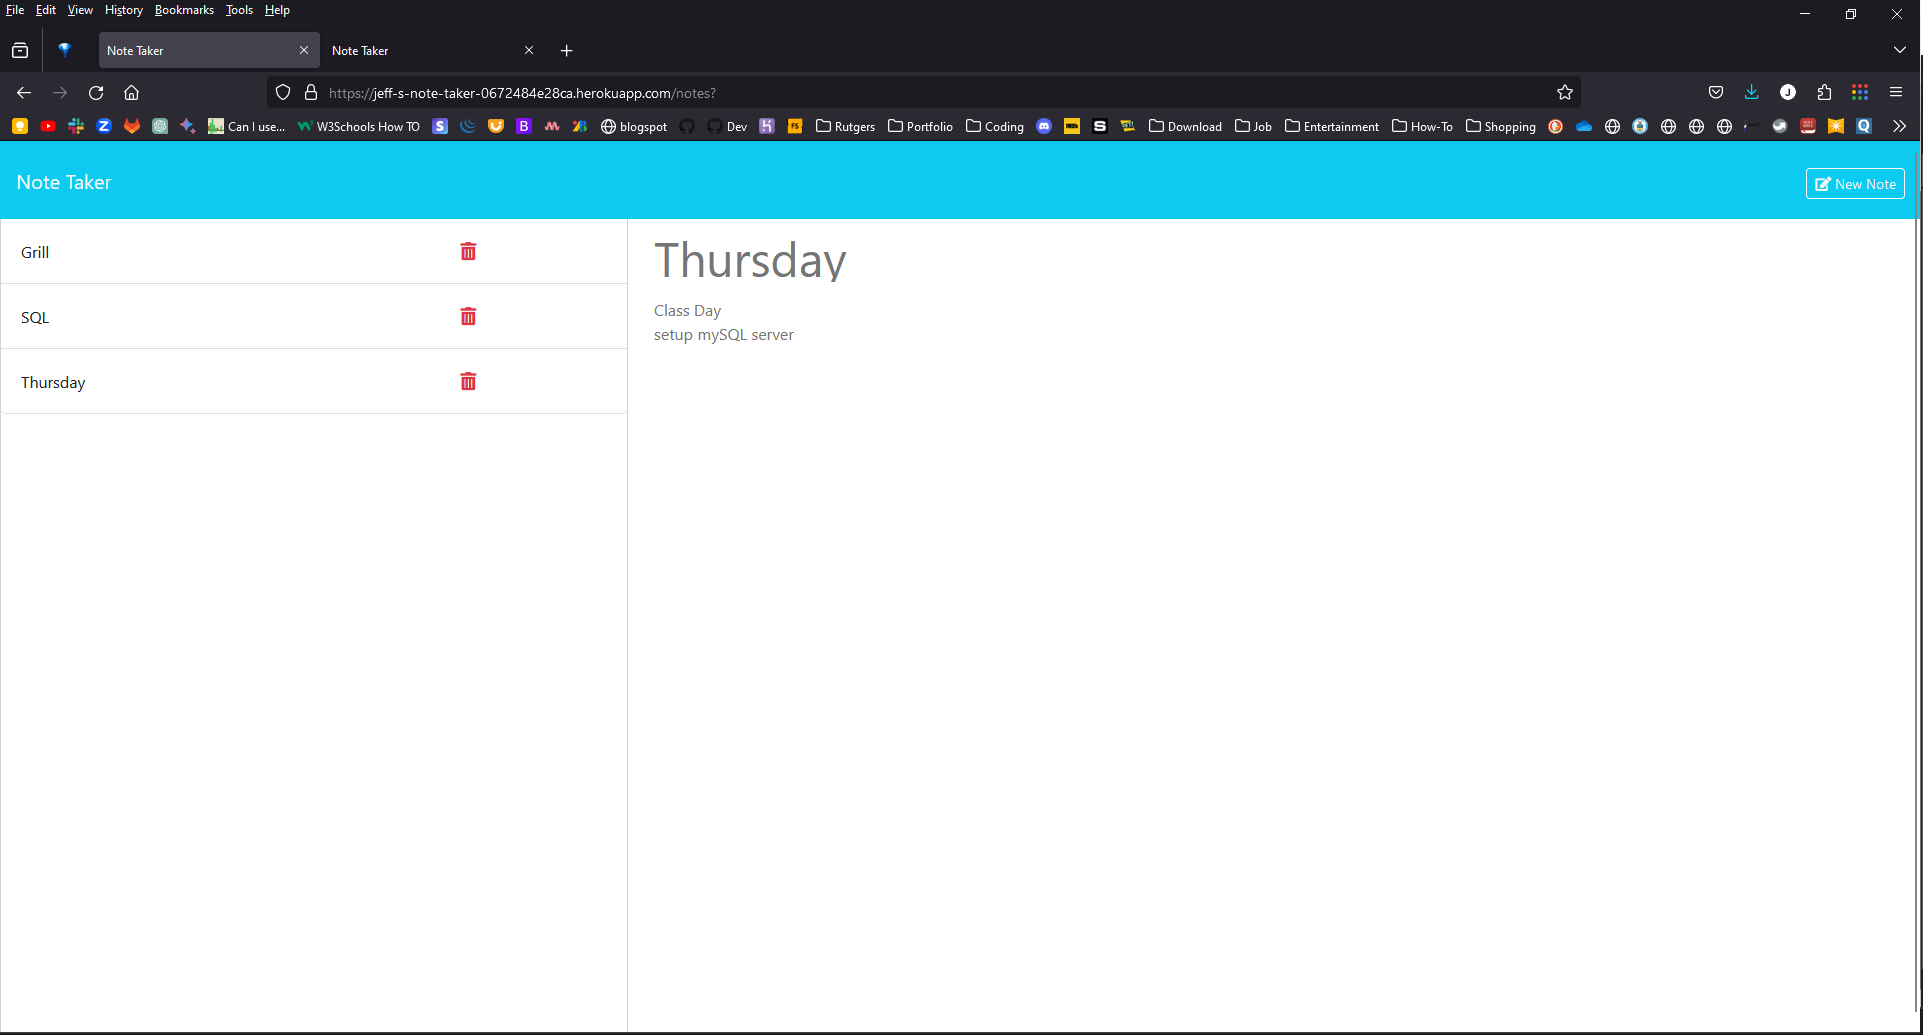 File Edit View History Bookmarks Tools Help
Note Taker Note Taker
https://jeff-s-note-taker-0672484e28ca.herokuapp.com/notes?
J
Can I use... W3Schools How TO S B blogspot Dev FS Rutgers Portfolio Coding S Download Job Entertainment How-To Shopping Q
Note Taker New Note
Grill
SQL
Thursday
Thursday
Class Day
setup mySQL server